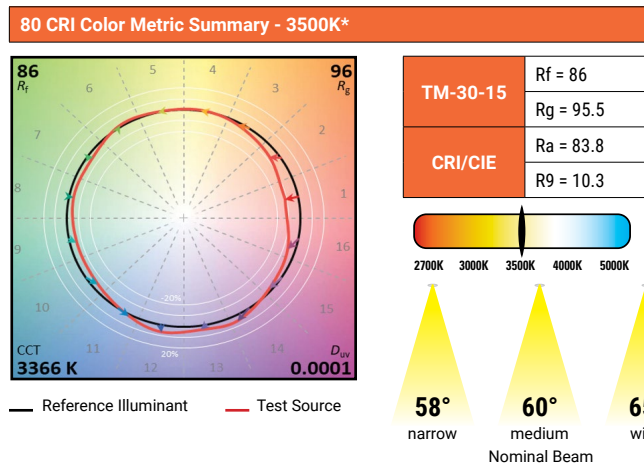 80 CRI Color Metric Summary - 3500K*
86
Rf
96
Rg
5
4
6
3
7
2
8
1
9
16
10
15
11
12
13
14
-20%
20%
CCT
3366 K
Duv
0.0001
Reference Illuminant
Test Source
TM-30-15
Rf = 86
Rg = 95.5
CRI/CIE
Ra = 83.8
R9 = 10.3
2700K 3000K 3500K 4000K 5000K
58°
narrow
60°
medium
Nominal Beam